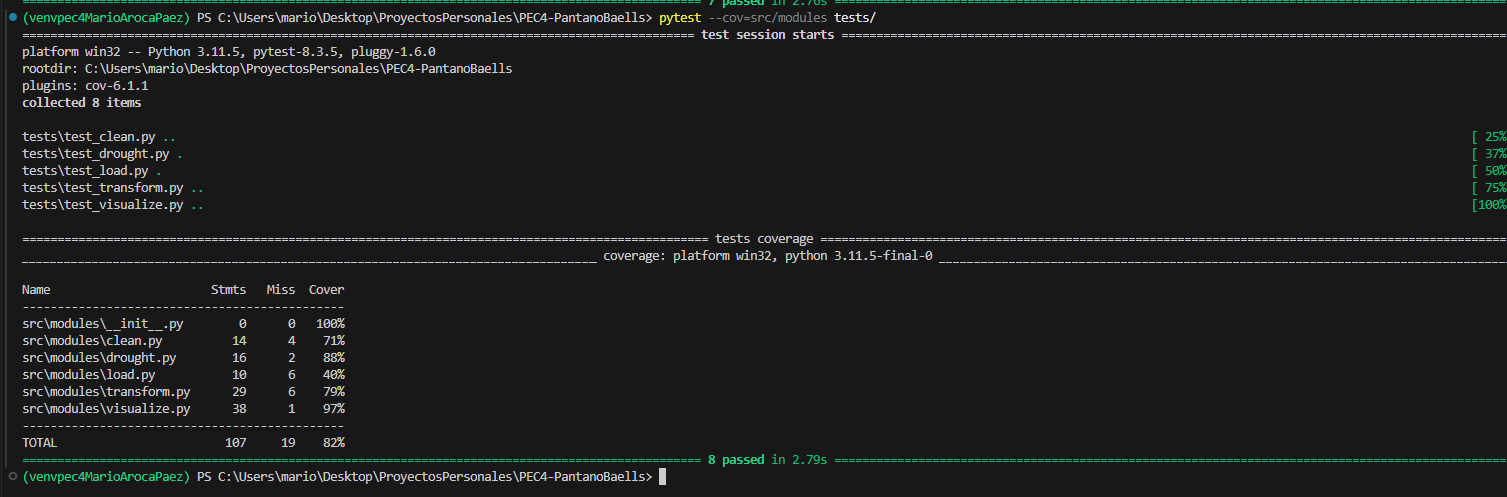 7 passed in 2.76s
(venvpec4MarioArocaPaez) PS C:\Users\mario\Desktop\ProyectosPersonales\PEC4-PantanoBaells> pytest --cov=src/modules tests/
test session starts
platform win32 -- Python 3.11.5, pytest-8.3.5, pluggy-1.6.0
rootdir: C:\Users\mario\Desktop\ProyectosPersonales\PEC4-PantanoBaells
plugins: cov-6.1.1
collected 8 items
tests\test_clean.py .. [ 25%
tests\test_drought.py . [ 37%
tests\test_load.py . [ 50%
tests\test_transform.py .. [ 75%
tests\test_visualize.py .. [100%
tests coverage
coverage: platform win32, python 3.11.5-final-0
Name Stmts Miss Cover
src\modules\__init__.py 0 0 100%
src\modules\clean.py 14 4 71%
src\modules\drought.py 16 2 88%
src\modules\load.py 10 6 40%
src\modules\transform.py 29 6 79%
src\modules\visualize.py 38 1 97%
TOTAL 107 19 82%
8 passed in 2.79s
(venvpec4MarioArocaPaez) PS C:\Users\mario\Desktop\ProyectosPersonales\PEC4-PantanoBaells>